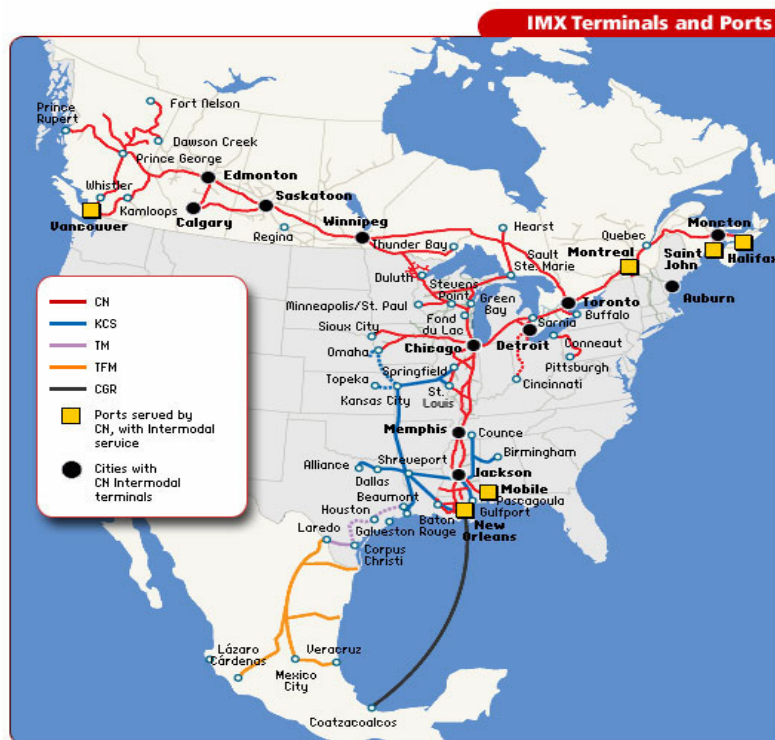 IMX Terminals and Ports
Fort Nelson
Prince
Rupert
Dawson Creek
Prince George
Edmonton
Whistler
Saskatoon
Vancouver
Kamloops
Calgary
Winnipeg
Regina
Thunder Bay
Hearst
Quebec
Moncton
Sault
Ste. Marie
Montreal
Saint
John
Halifax
Duluth
Stevens
Point
Minneapolis/St. Paul
Green
Bay
Toronto
Auburn
Buffalo
Sarnia
Fond
du Lac
Sioux City
Chicago
Detroit
Conneaut
Omaha
Pittsburgh
Springfield
Topeka
Cincinnati
Kansas City
St.
Louis
CN
KCS
TM
TFM
CGR
Ports served by
CN, with Intermodal
service
Cities with
CN Intermodal
terminals
Memphis
Counce
Birmingham
Shreveport
Alliance
Jackson
Dallas
Beaumont
Mobile
Houston
Pascagoula
Gulfport
Laredo
Galveston
Baton
Rouge
New
Orleans
Corpus
Christi
Lázaro
Cárdenas
Veracruz
Mexico
City
Coatzacoalcos